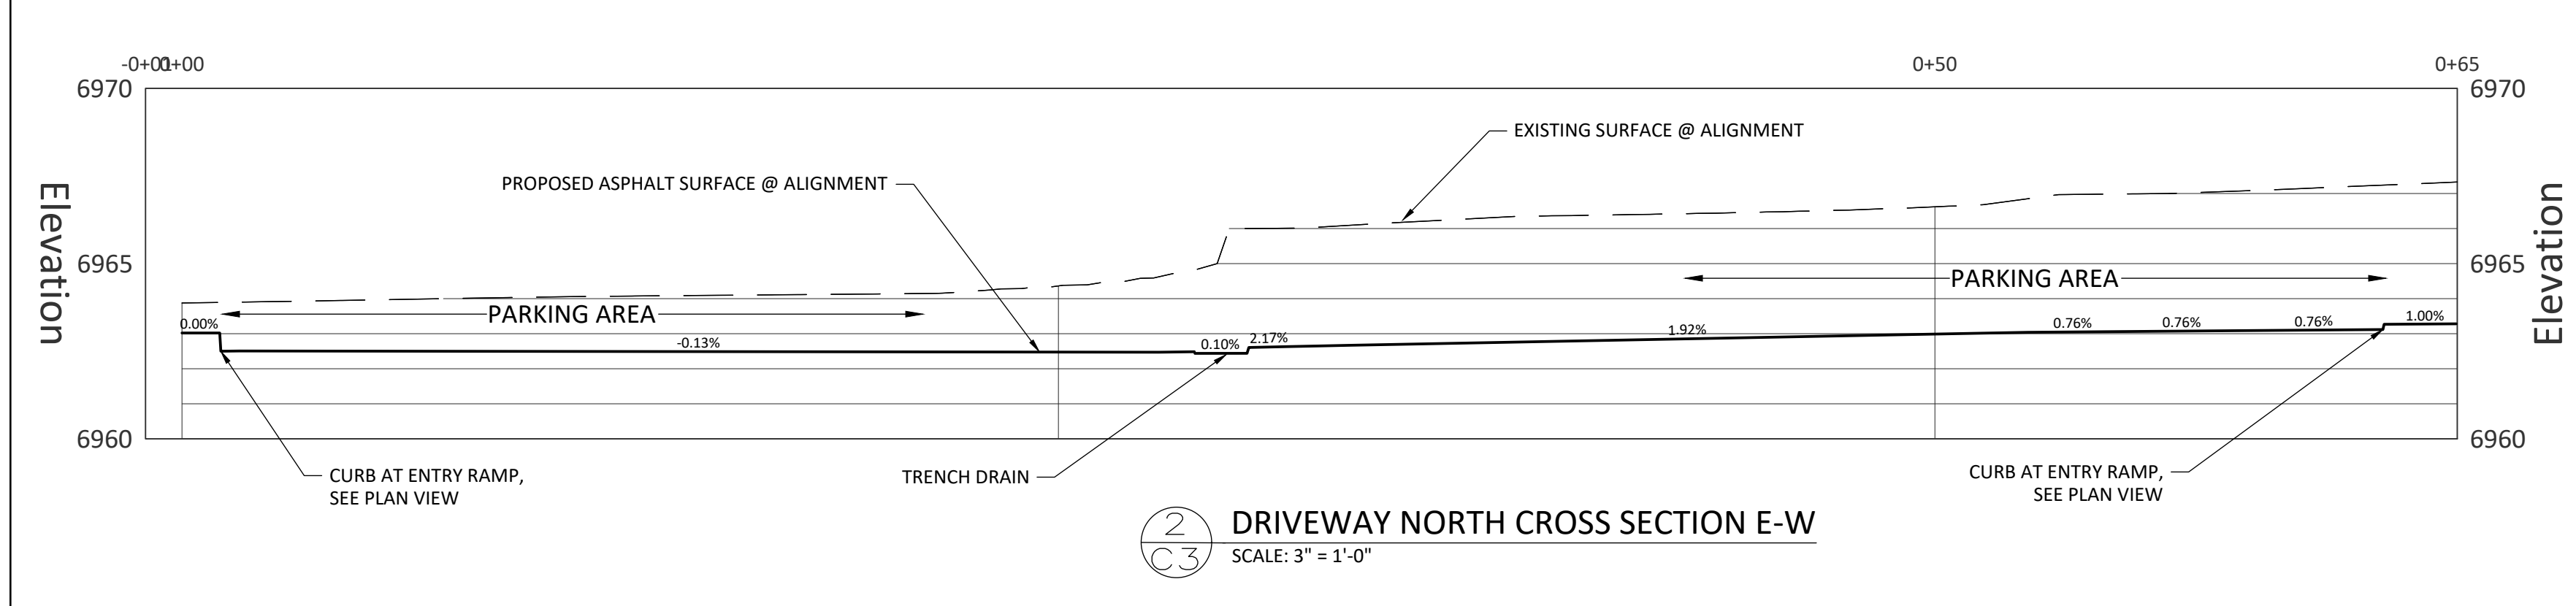 -0+01 0+00 0+50 0+65
6970 6970
EXISTING SURFACE @ ALIGNMENT
PROPOSED ASPHALT SURFACE @ ALIGNMENT
Elevation Elevation
6965 6965
PARKING AREA
PARKING AREA
0.00% -0.13% 0.10% 2.17% 1.92% 0.76% 0.76% 0.76% 1.00%
6960 6960
CURB AT ENTRY RAMP,
SEE PLAN VIEW
TRENCH DRAIN
CURB AT ENTRY RAMP,
SEE PLAN VIEW
2
C3
DRIVEWAY NORTH CROSS SECTION E-W
SCALE: 3" = 1'-0"